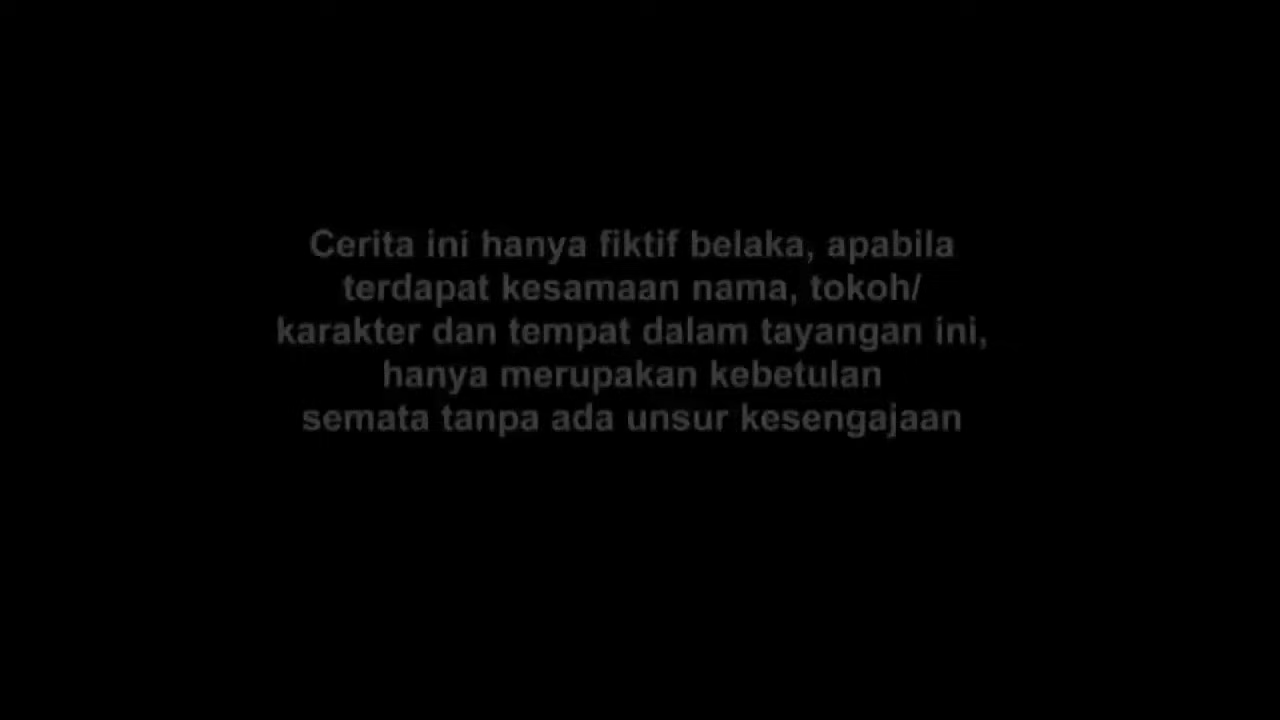 Cerita ini hanya fiktif belaka, apabila
terdapat kesamaan nama, tokoh/
karakter dan tempat dalam tayangan ini,
hanya merupakan kebetulan
semata tanpa ada unsur kesengajaan